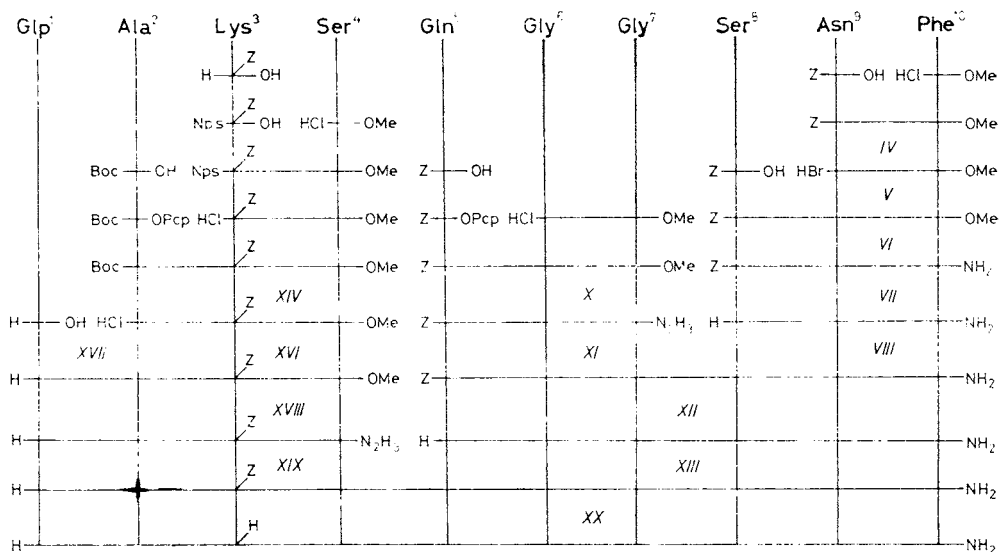 Glp¹ Ala² Lys³ Ser⁴ Gln⁵ Gly⁶ Gly⁷ Ser⁸ Asn⁹ Phe¹⁰
Z
H OH Z OH HCl OMe
Z
Nps OH HCl OMe Z OMe
Z IV
Boc OH Nps OMe Z OH Z OH HBr OMe
Z V
Boc OPcp HCl OMe Z OPcp HCl OMe Z OMe
Z VI
Boc OMe Z OMe Z NH₂
Z XIV X VII
H OH HCl OMe Z N₂H₃ H NH₂
XVII Z XVI XI VIII
H OMe Z NH₂
Z XVIII XII
H N₂H₃ H NH₂
Z XIX XIII
H NH₂
H XX
H NH₂